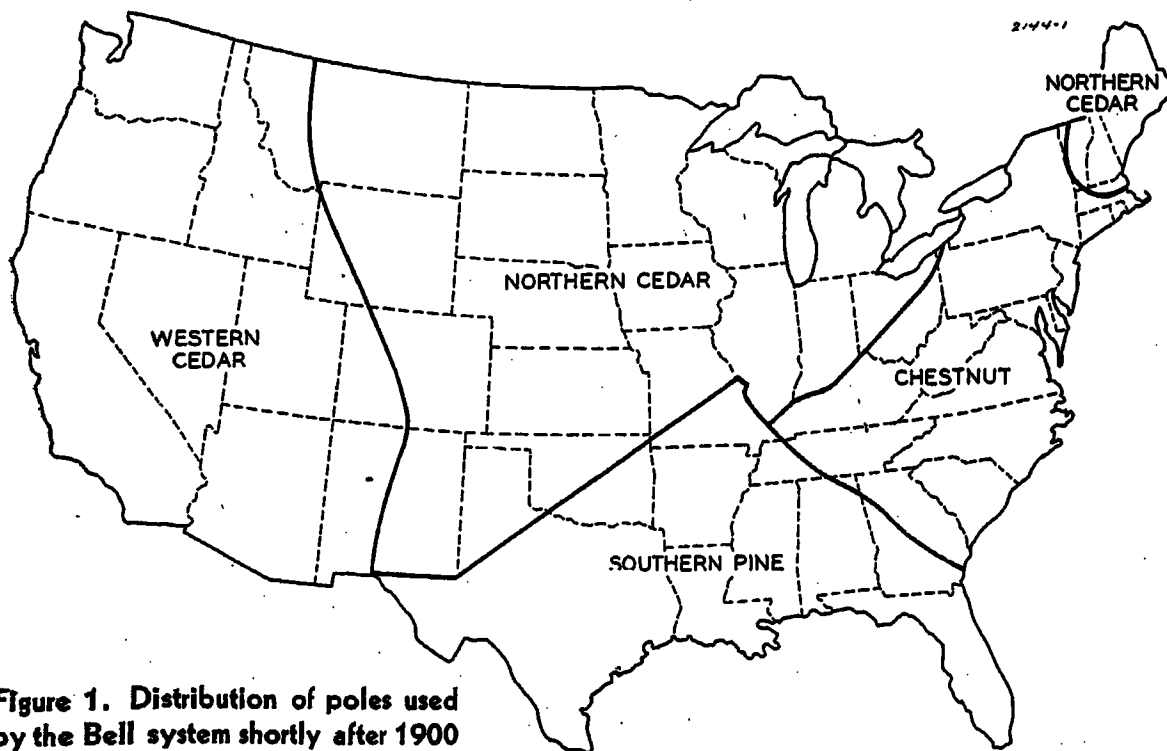 2144-1
NORTHERN
CEDAR
NORTHERN CEDAR
WESTERN
CEDAR
CHESTNUT
SOUTHERN PINE
Figure 1. Distribution of poles used
by the Bell system shortly after 1900